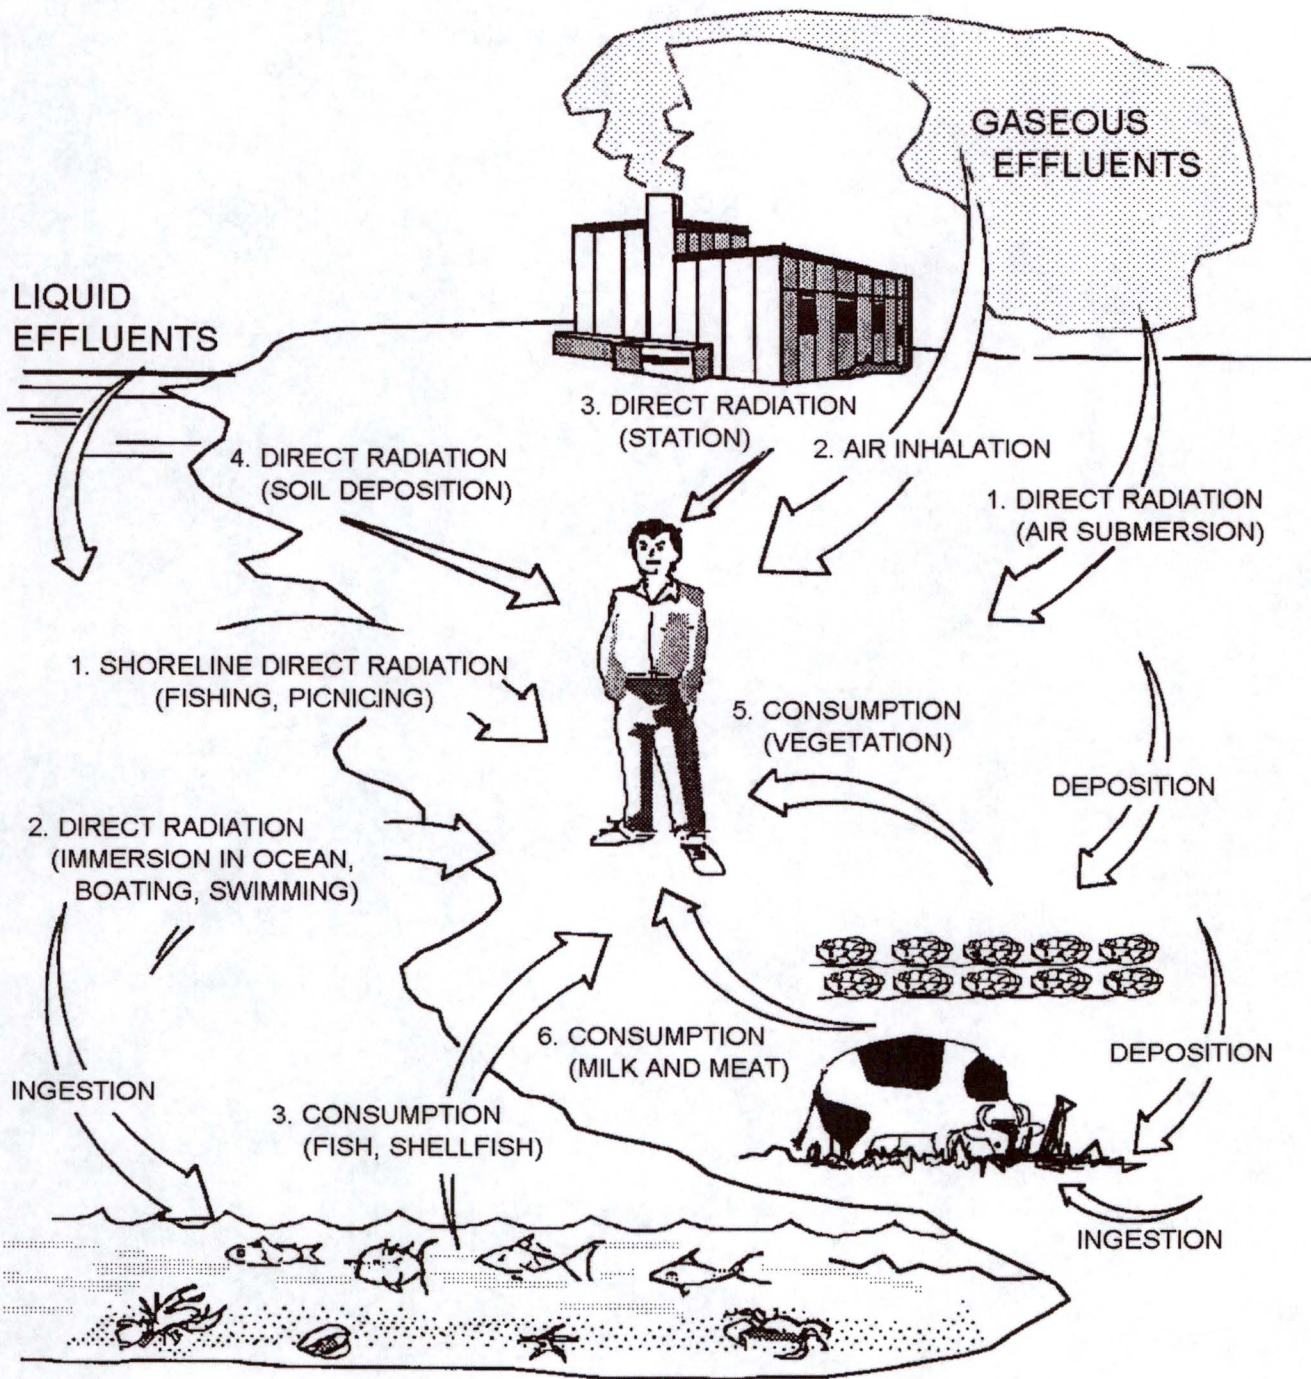 GASEOUS
EFFLUENTS
LIQUID
EFFLUENTS
3. DIRECT RADIATION
(STATION)
2. AIR INHALATION
4. DIRECT RADIATION
(SOIL DEPOSITION)
1. DIRECT RADIATION
(AIR SUBMERSION)
1. SHORELINE DIRECT RADIATION
(FISHING, PICNICING)
5. CONSUMPTION
(VEGETATION)
DEPOSITION
2. DIRECT RADIATION
(IMMERSION IN OCEAN,
BOATING, SWIMMING)
6. CONSUMPTION
(MILK AND MEAT)
DEPOSITION
INGESTION
3. CONSUMPTION
(FISH, SHELLFISH)
INGESTION